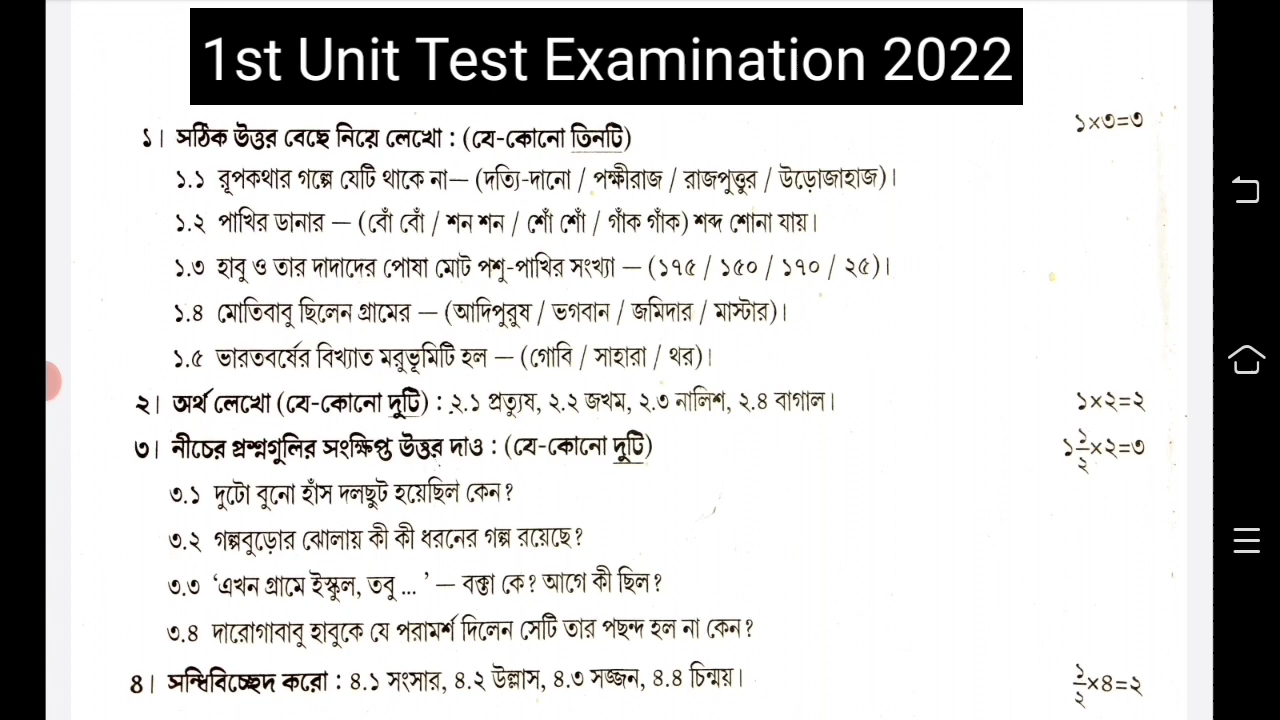 1st Unit Test Examination 2022
১। সঠিক উত্তর বেছে নিয়ে লেখো : (যে-কোনো তিনটি) ১×৩=৩
১.১ রূপকথার গল্পে যেটি থাকে না— (দত্যি-দানো / পক্ষীরাজ / রাজপুত্তুর / উড়োজাহাজ)।
১.২ পাখির ডানার — (বোঁ বোঁ / শন শন / শোঁ শোঁ / গাঁক গাঁক) শব্দ শোনা যায়।
১.৩ হাবু ও তার দাদাদের পোষা মোট পশু-পাখির সংখ্যা — (১৭৫ / ১৫০ / ১৭০ / ২৫)।
১.৪ মোতিবাবু ছিলেন গ্রামের — (আদিপুরুষ / ভগবান / জমিদার / মাস্টার)।
১.৫ ভারতবর্ষের বিখ্যাত মরুভূমিটি হল — (গোবি / সাহারা / থর)।
২। অর্থ লেখো (যে-কোনো দুটি) : ২.১ প্রত্যুষ, ২.২ জখম, ২.৩ নালিশ, ২.৪ বাগাল। ১×২=২
৩। নীচের প্রশ্নগুলির সংক্ষিপ্ত উত্তর দাও : (যে-কোনো দুটি) ১১/২×২=৩
৩.১ দুটো বুনো হাঁস দলছুট হয়েছিল কেন?
৩.২ গল্পবুড়োর ঝোলায় কী কী ধরনের গল্প রয়েছে?
৩.৩ ‘এখন গ্রামে ইস্কুল, তবু ...’ — বক্তা কে? আগে কী ছিল?
৩.৪ দারোগাবাবু হাবুকে যে পরামর্শ দিলেন সেটি তার পছন্দ হল না কেন?
৪। সন্ধিবিচ্ছেদ করো : ৪.১ সংসার, ৪.২ উল্লাস, ৪.৩ সজ্জন, ৪.৪ চিন্ময়। ১/২×৪=২